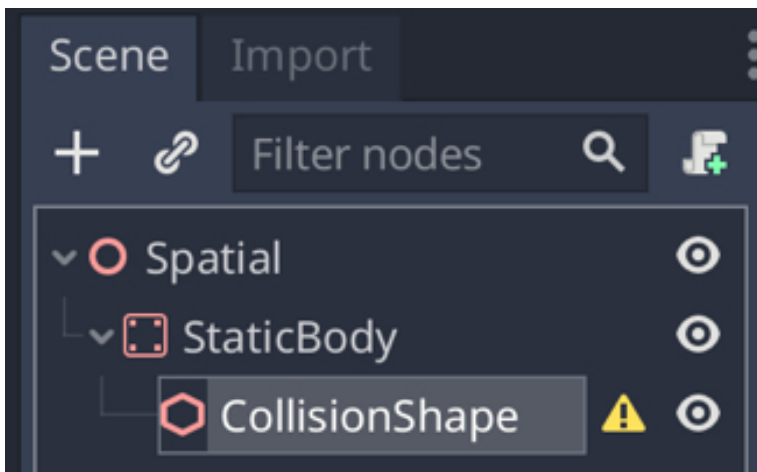 Scene Import
Filter nodes
Spatial
StaticBody
CollisionShape